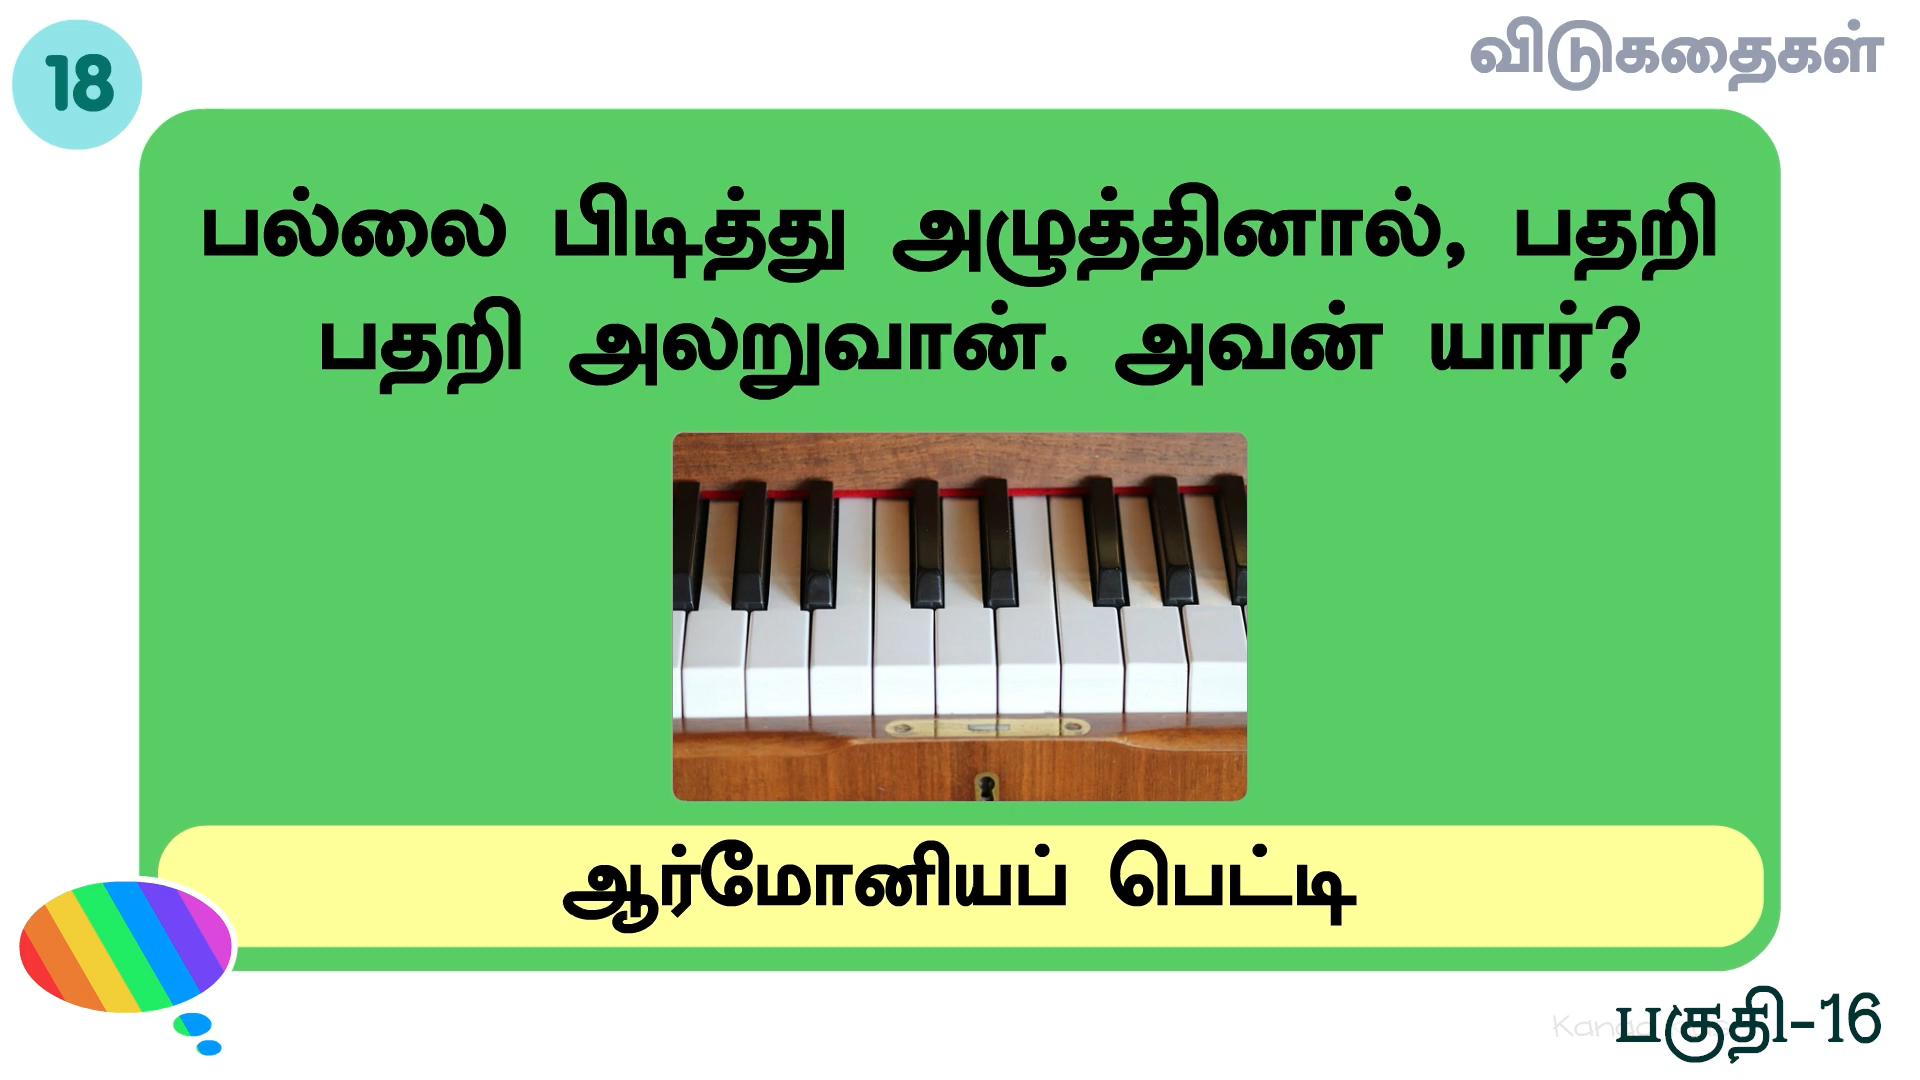 18
விடுகதைகள்
பல்லை பிடித்து அழுத்தினால், பதறி
பதறி அலறுவான். அவன் யார்?
ஆர்மோனியப் பெட்டி
பகுதி-16